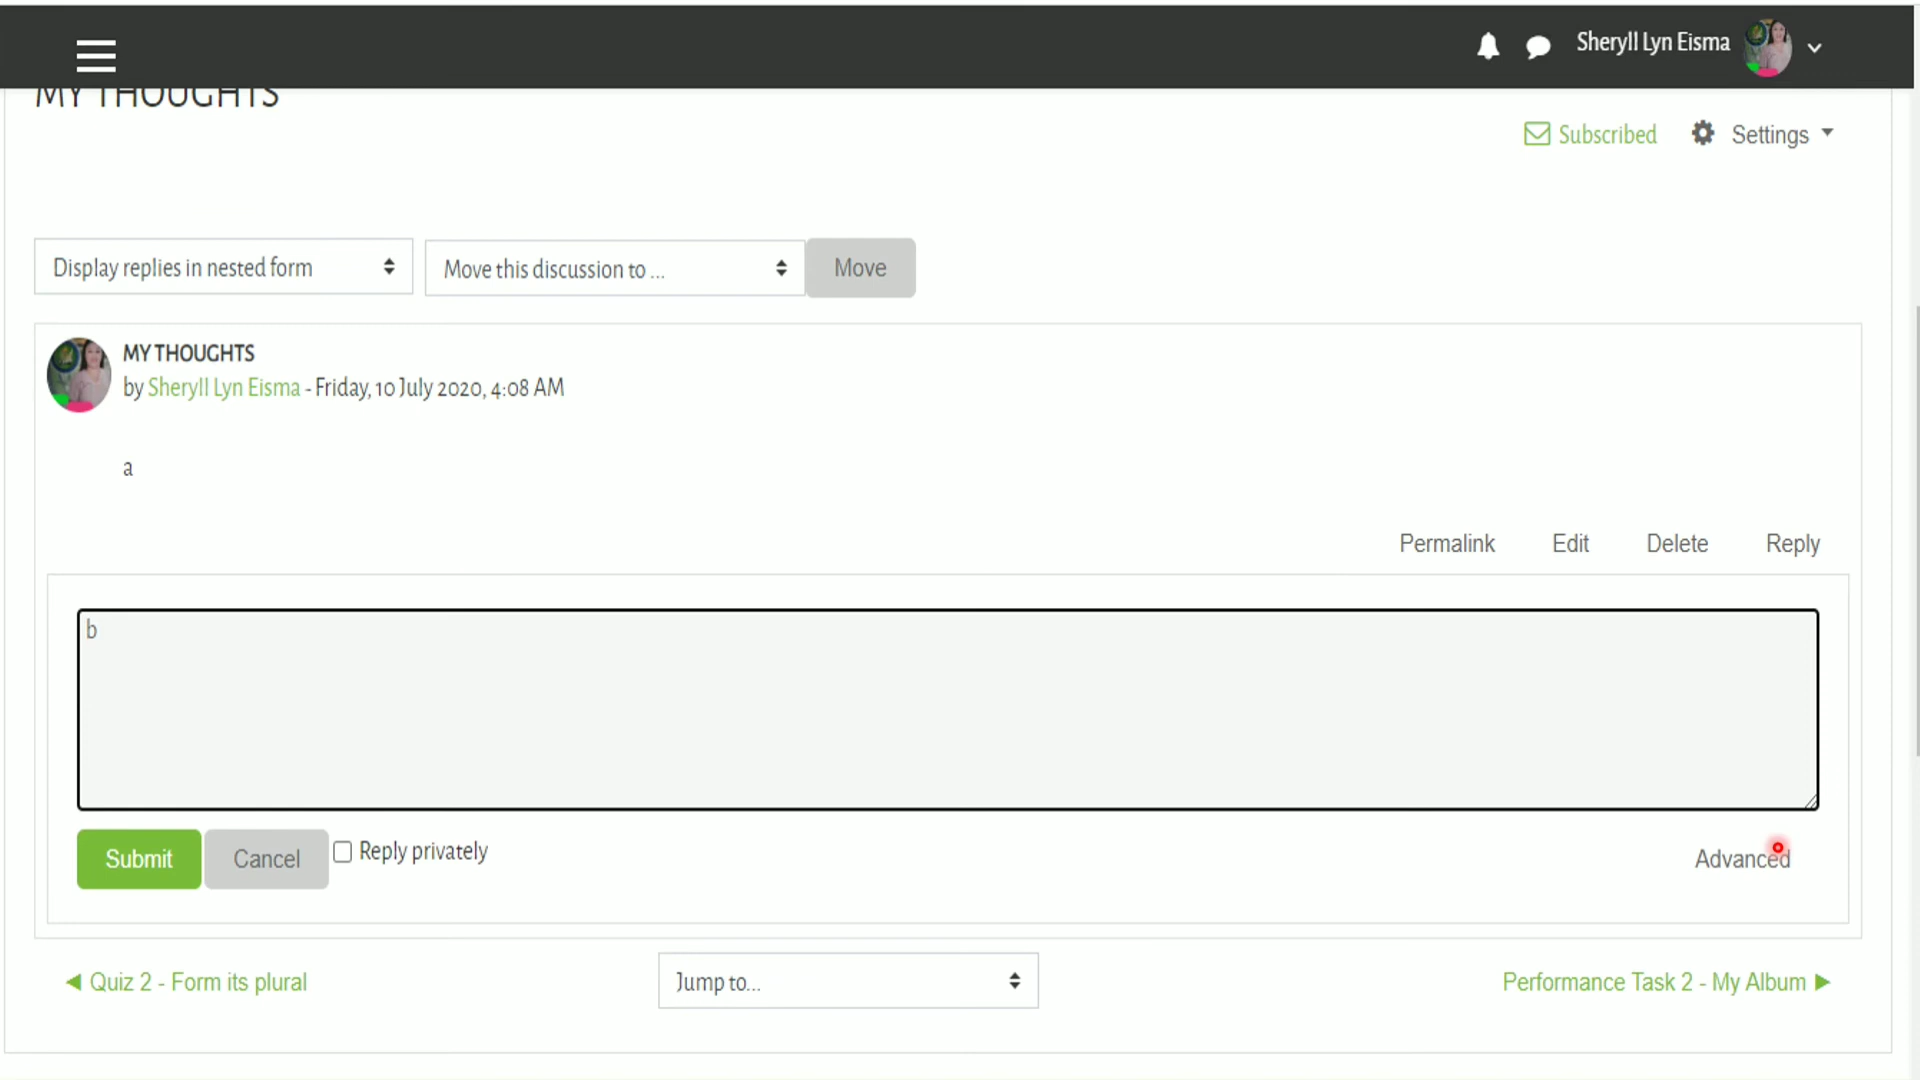 Sheryll Lyn Eisma
MY THOUGHTS
Subscribed
Settings
Display replies in nested form
Move this discussion to ...
Move
MY THOUGHTS
by Sheryll Lyn Eisma - Friday, 10 July 2020, 4:08 AM
a
Permalink
Edit
Delete
Reply
b
Submit
Cancel
Reply privately
Advanced
◀ Quiz 2 - Form its plural
Jump to...
Performance Task 2 - My Album ▶